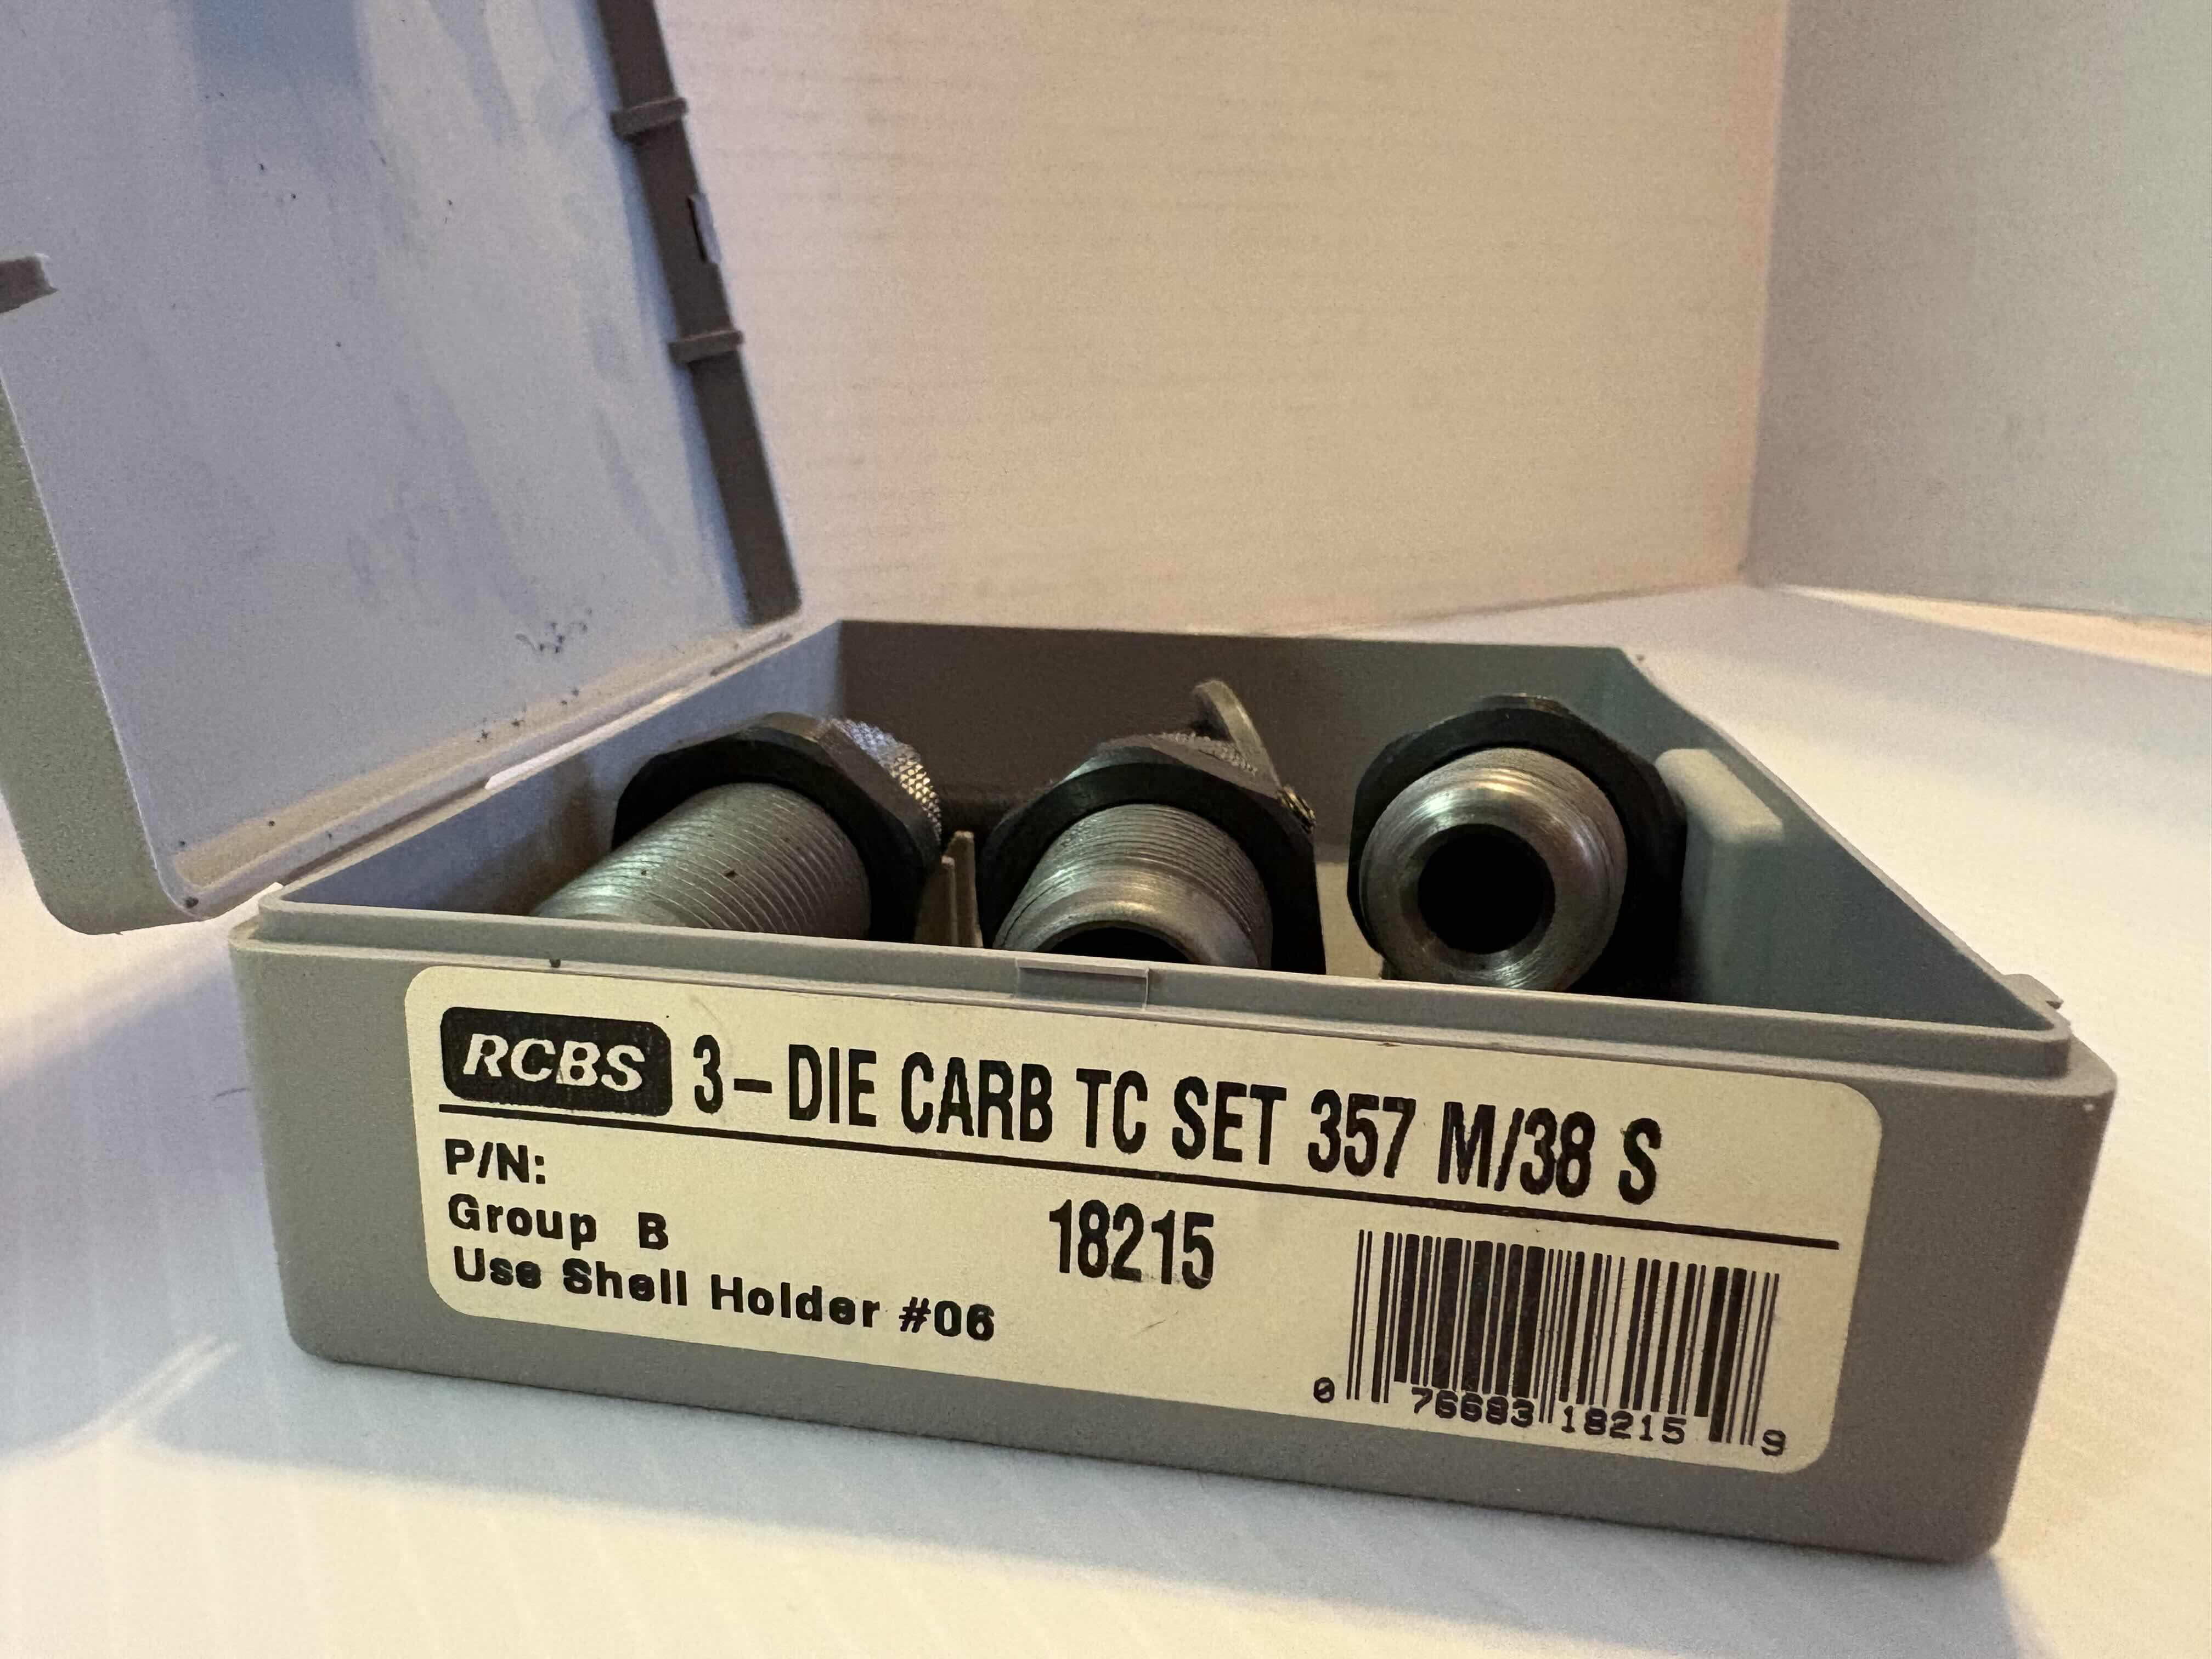 RCBS 3-DIE CARB TC SET 357 M/38 S
P/N:
Group B
18215
Use Shell Holder #06
0 76683 18215 9